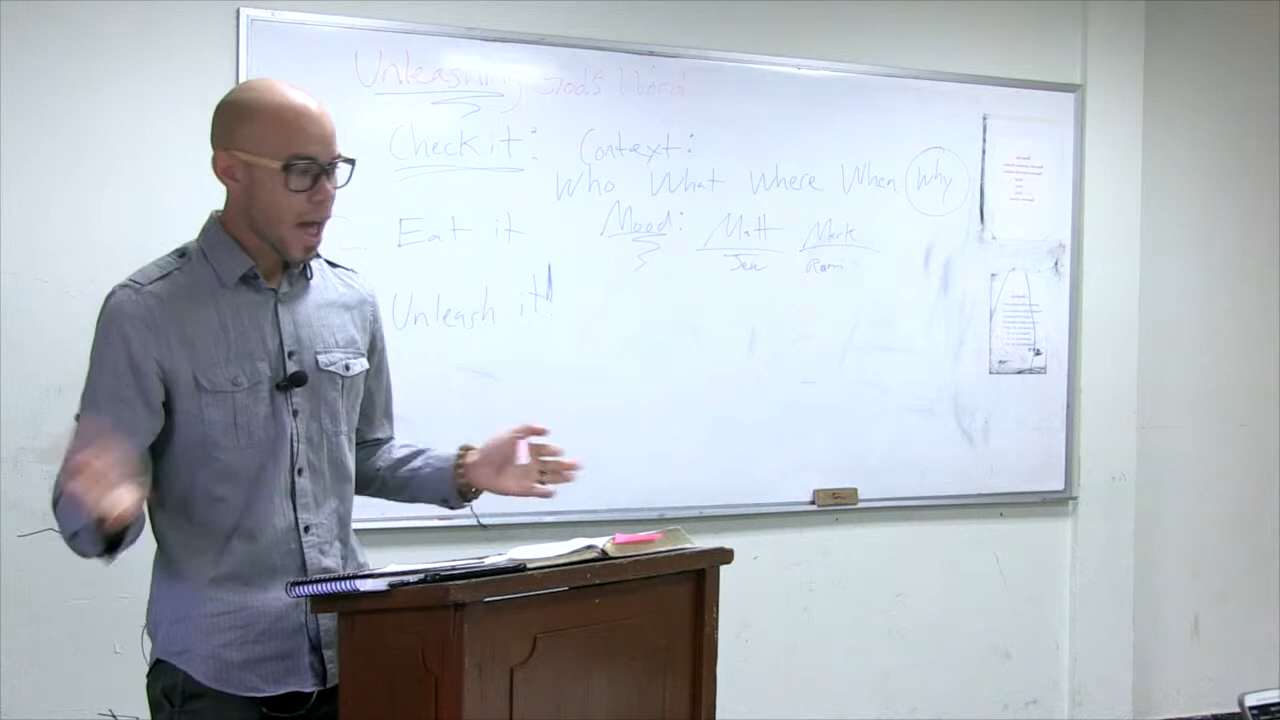 Unleashing God's Word
Check it: Context:
Who What Where When Why
Eat it Mood: Matt Mark
Jew Rom
Unleash it!